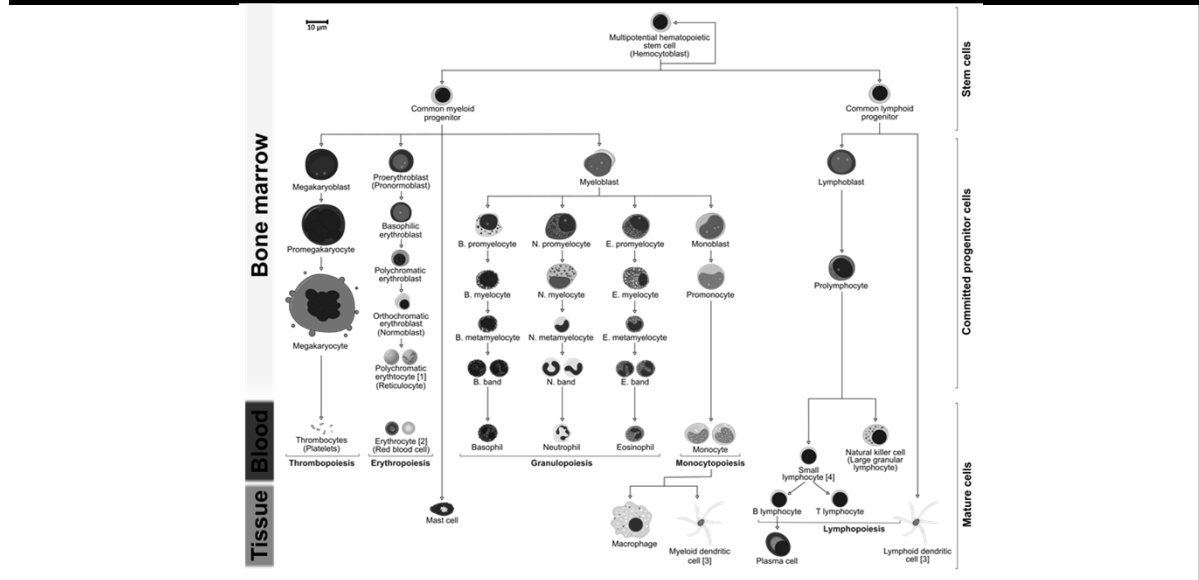 10 µm
Multipotential hematopoietic
stem cell
(Hemocytoblast)
Stem cells
Common myeloid
progenitor
Common lymphoid
progenitor
Bone marrow
Megakaryoblast
Proerythroblast
(Pronormoblast)
Myeloblast
Lymphoblast
Committed progenitor cells
Promegakaryocyte
Basophilic
erythroblast
B. promyelocyte
N. promyelocyte
E. promyelocyte
Monoblast
Polychromatic
erythroblast
B. myelocyte
N. myelocyte
E. myelocyte
Promonocyte
Prolymphocyte
Megakaryocyte
Orthochromatic
erythroblast
(Normoblast)
B. metamyelocyte
N. metamyelocyte
E. metamyelocyte
Polychromatic
erythtocyte [1]
(Reticulocyte)
B. band
N. band
E. band
Blood
Thrombocytes
(Platelets)
Erythrocyte [2]
(Red blood cell)
Basophil
Neutrophil
Eosinophil
Monocyte
Natural killer cell
(Large granular
lymphocyte)
Thrombopoiesis
Erythropoiesis
Granulopoiesis
Monocytopoiesis
Small
lymphocyte [4]
Mature cells
Tissue
Mast cell
Macrophage
Myeloid dendritic
cell [3]
B lymphocyte
T lymphocyte
Lymphopoiesis
Plasma cell
Lymphoid dendritic
cell [3]